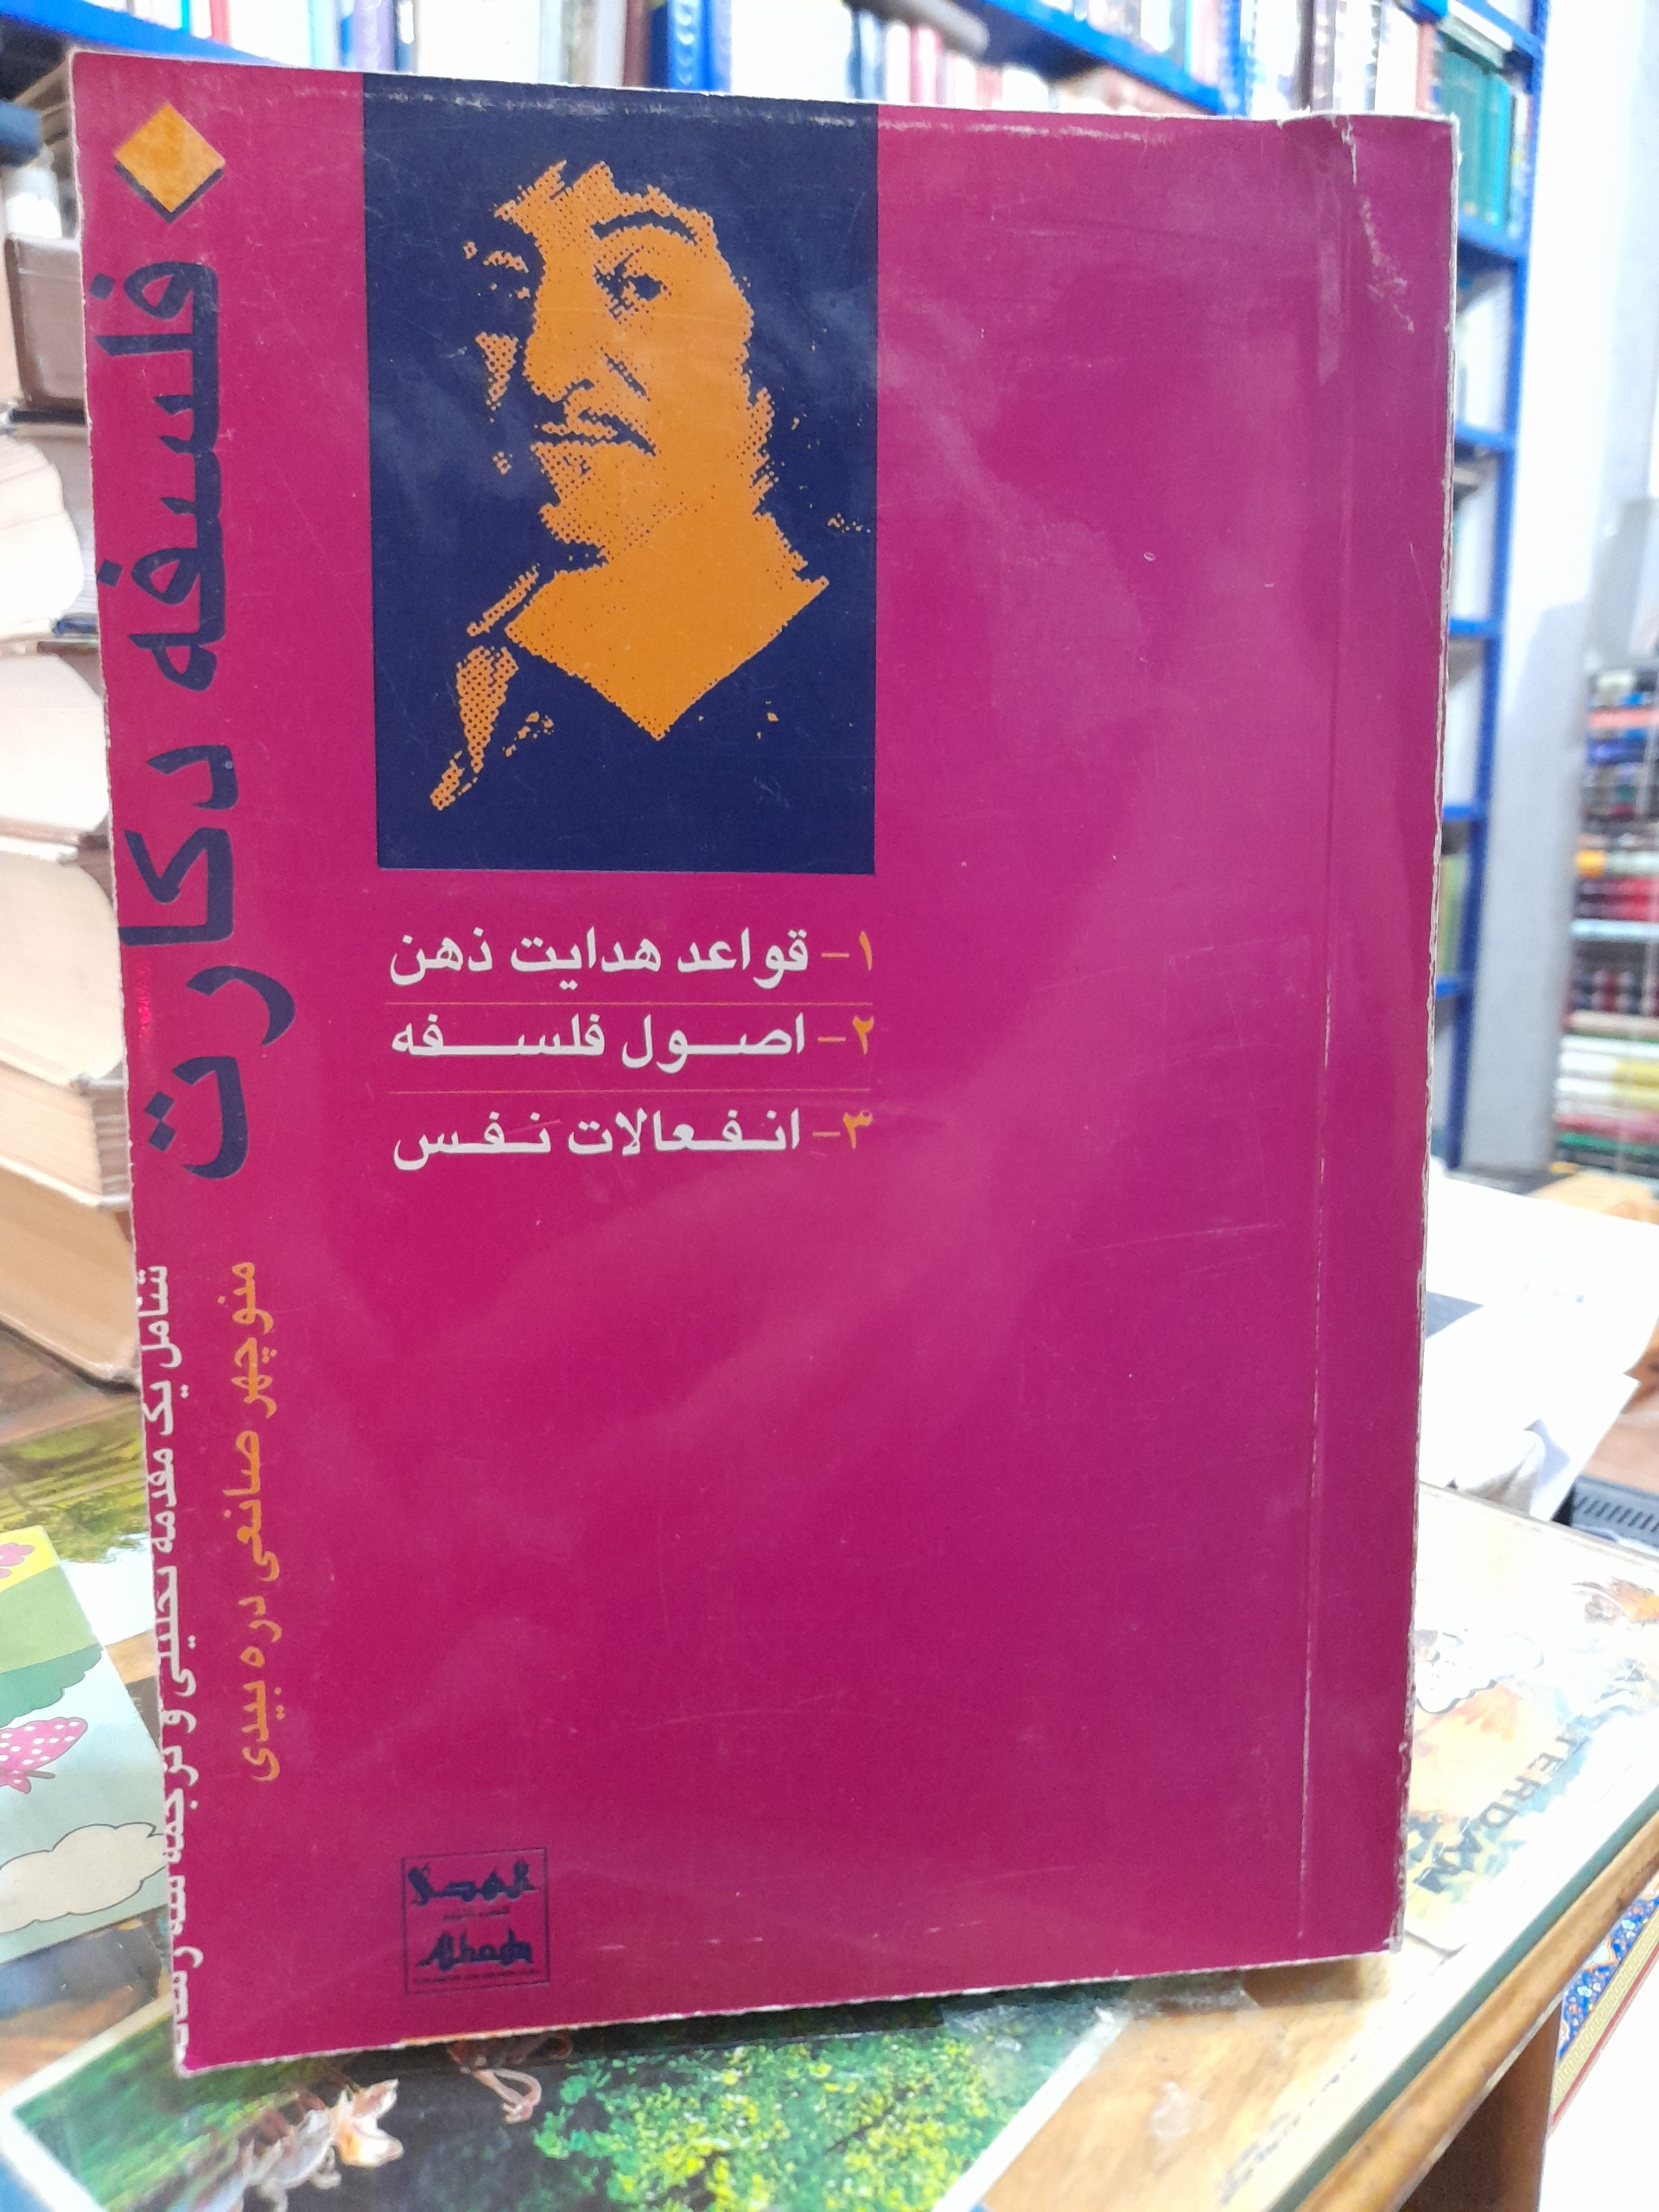 فلسفه دکارت
شامل یک مقدمه تحلیلی و ترجمه سه
منوچهر صانعی دره بیدی
۱- قواعد هدایت ذهن
۲- اصول فلسفه
۳- انفعالات نفس
الهدی
Alhoda